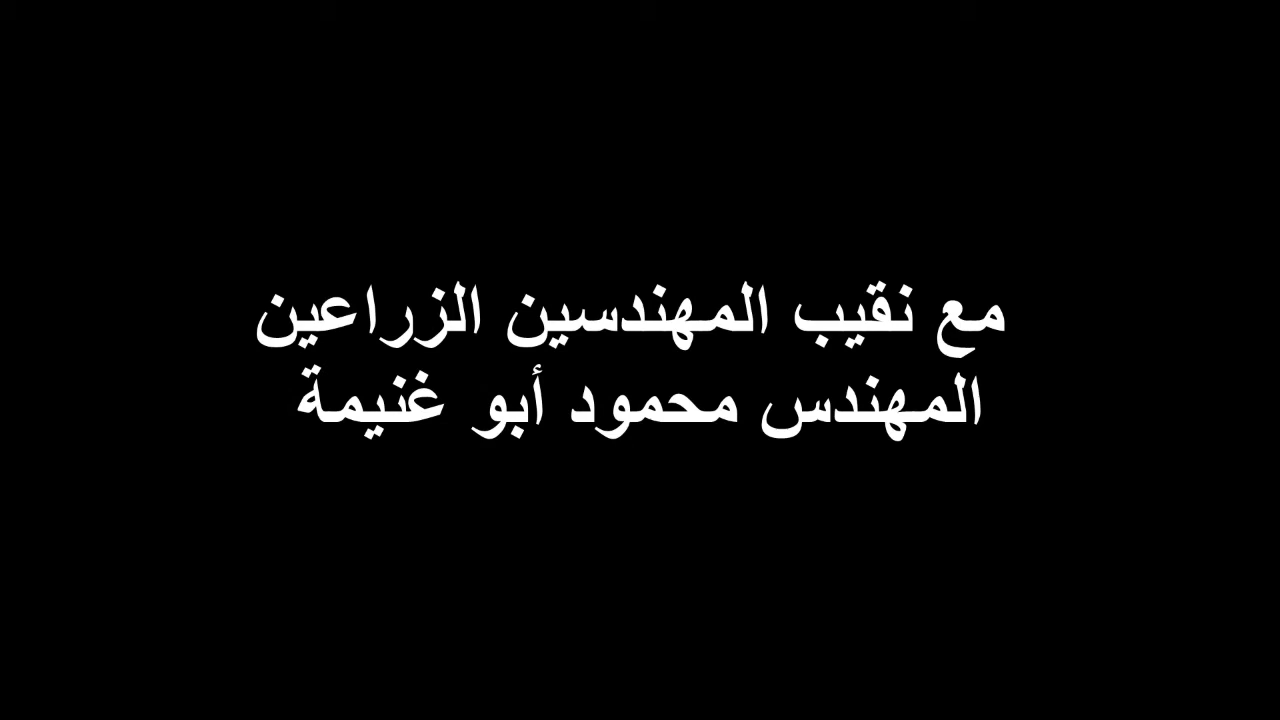 مع نقيب المهندسين الزراعين
المهندس محمود أبو غنيمة